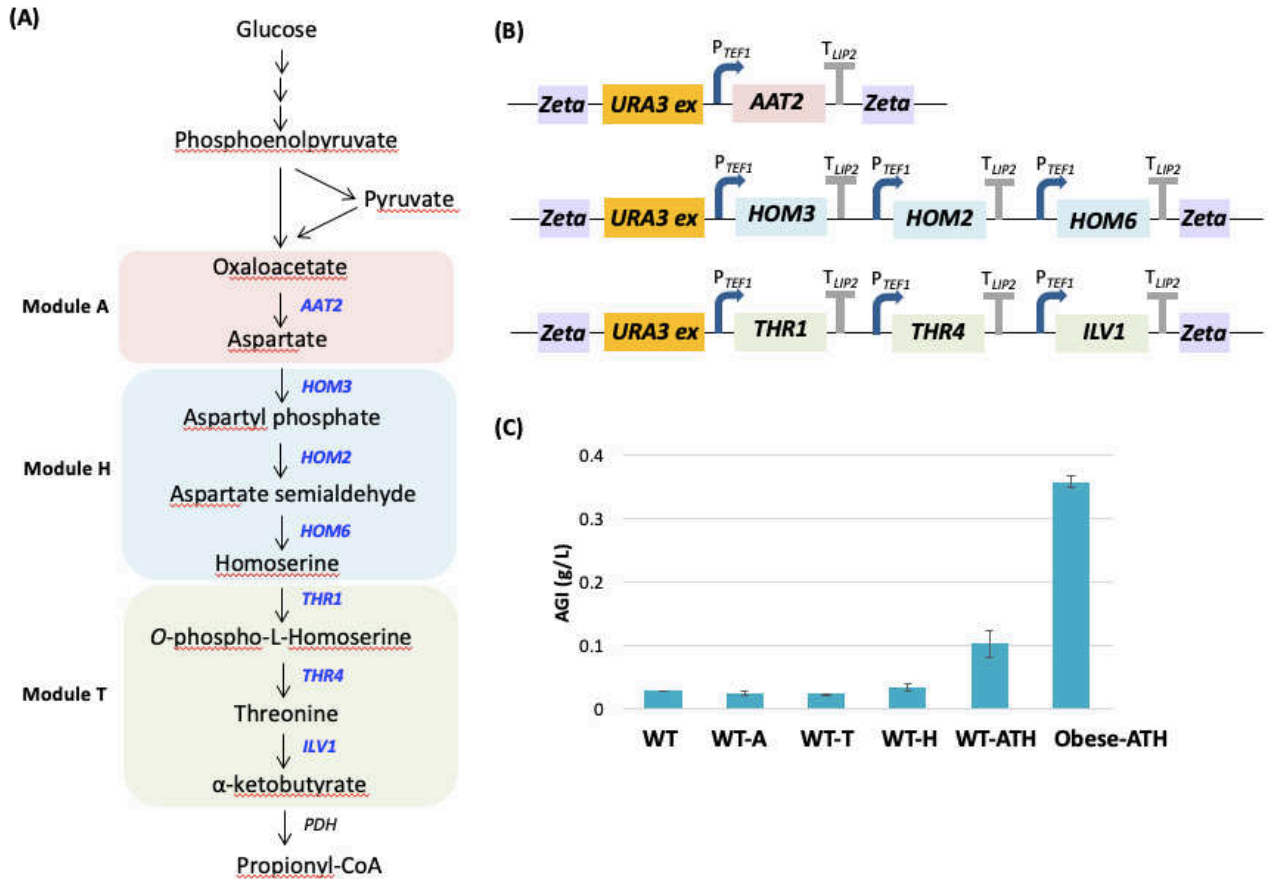 (A)
Glucose
Phosphoenolpyruvate
Pyruvate
Oxaloacetate
Module A
AAT2
Aspartate
HOM3
Aspartyl phosphate
Module H
HOM2
Aspartate semialdehyde
HOM6
Homoserine
THR1
O-phospho-L-Homoserine
Module T
THR4
Threonine
ILV1
α-ketobutyrate
PDH
Propionyl-CoA
(B)
PTEF1 TLIP2
Zeta URA3 ex AAT2 Zeta
PTEF1 TLIP2 PTEF1 TLIP2 PTEF1 TLIP2
Zeta URA3 ex HOM3 HOM2 HOM6 Zeta
PTEF1 TLIP2 PTEF1 TLIP2 PTEF1 TLIP2
Zeta URA3 ex THR1 THR4 ILV1 Zeta
(C)
AGI (g/L)
0.4
0.3
0.2
0.1
0
WT WT-A WT-T WT-H WT-ATH Obese-ATH